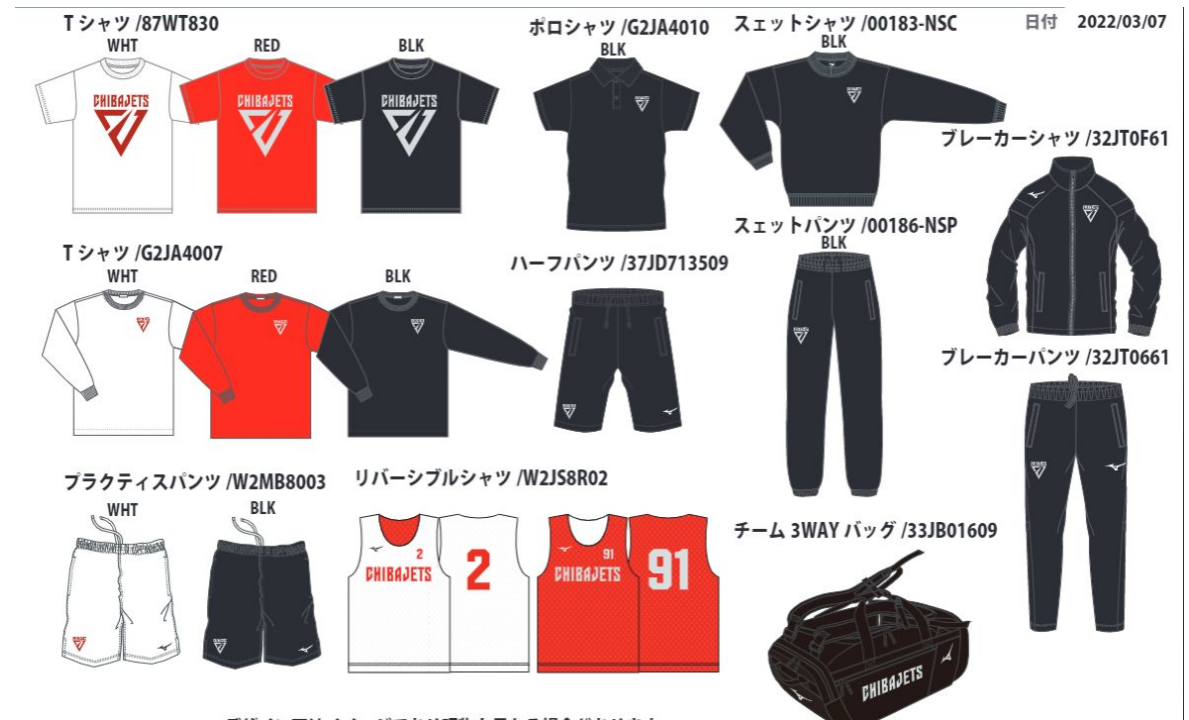 Tシャツ /87WT830
WHT
RED
BLK
CHIBAJETS
CHIBAJETS
CHIBAJETS
ポロシャツ /G2JA4010
BLK
スェットシャツ /00183-NSC
BLK
日付 2022/03/07
ブレーカーシャツ /32JT0F61
Tシャツ /G2JA4007
WHT
RED
BLK
ハーフパンツ /37JD713509
スェットパンツ /00186-NSP
BLK
ブレーカーパンツ /32JT0661
プラクティスパンツ /W2MB8003
WHT
BLK
リバーシブルシャツ /W2JS8R02
2
CHIBAJETS
2
91
CHIBAJETS
91
チーム 3WAY バッグ /33JB01609
CHIBAJETS